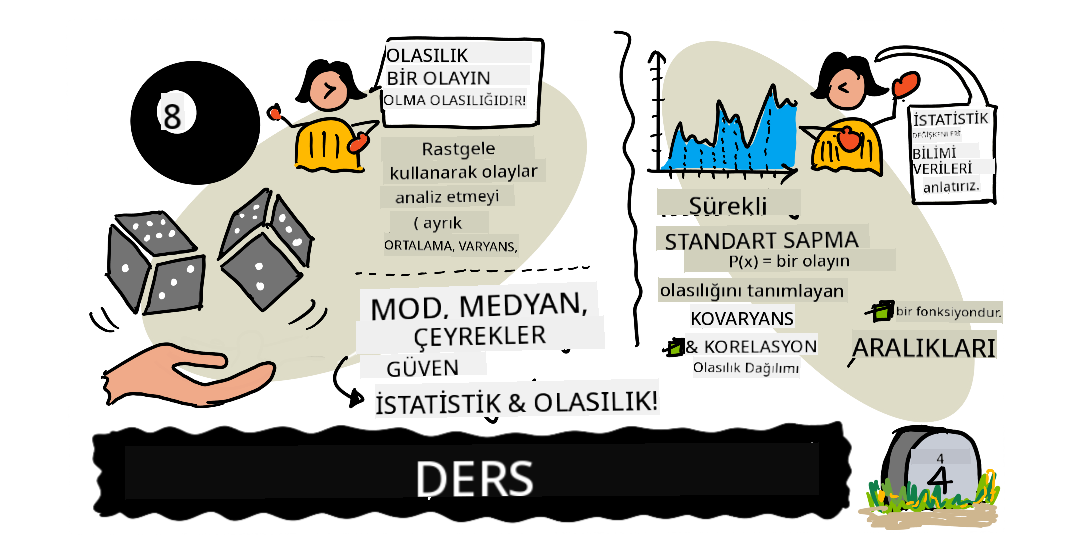 8
OLASILIK
BİR OLAYIN
OLMA OLASILIĞIDIR!
Rastgele
kullanarak olaylar
analiz etmeyi
( ayrık
ORTALAMA, VARYANS,
MOD, MEDYAN,
ÇEYREKLER
GÜVEN
İSTATİSTİK & OLASILIK!
İSTATİSTİK
DEĞİŞKENLERİ
BİLİMİ
VERİLERİ
anlatırız.
Sürekli
STANDART SAPMA
P(x) = bir olayın
olasılığını tanımlayan
KOVARYANS
& KORELASYON
Olasılık Dağılımı
bir fonksiyondur.
ARALIKLARI
DERS
4
4